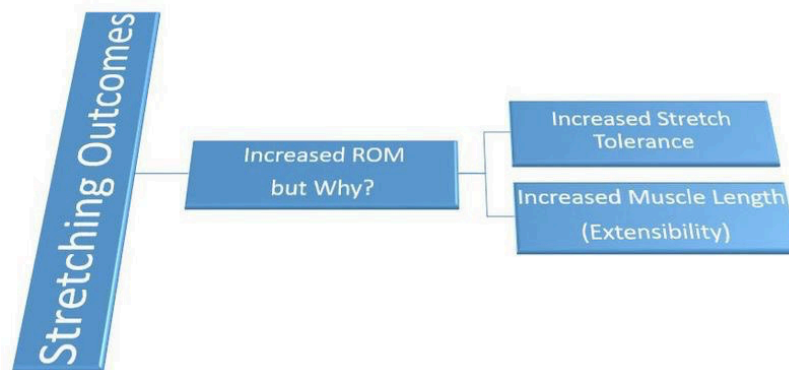 Stretching Outcomes
Increased ROM
but Why?
Increased Stretch
Tolerance
Increased Muscle Length
(Extensibility)